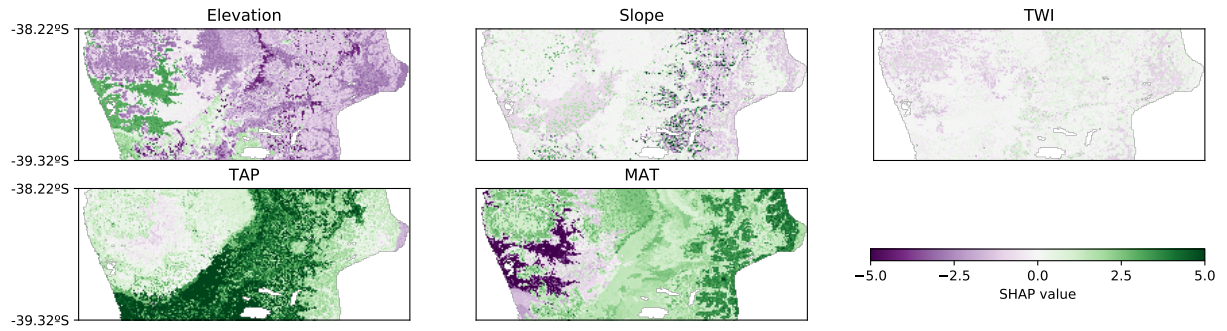 Elevation
Slope
TWI
-38.22ºS
-39.32ºS
TAP
MAT
-38.22ºS
-39.32ºS
−5.0 −2.5 0.0 2.5 5.0
SHAP value